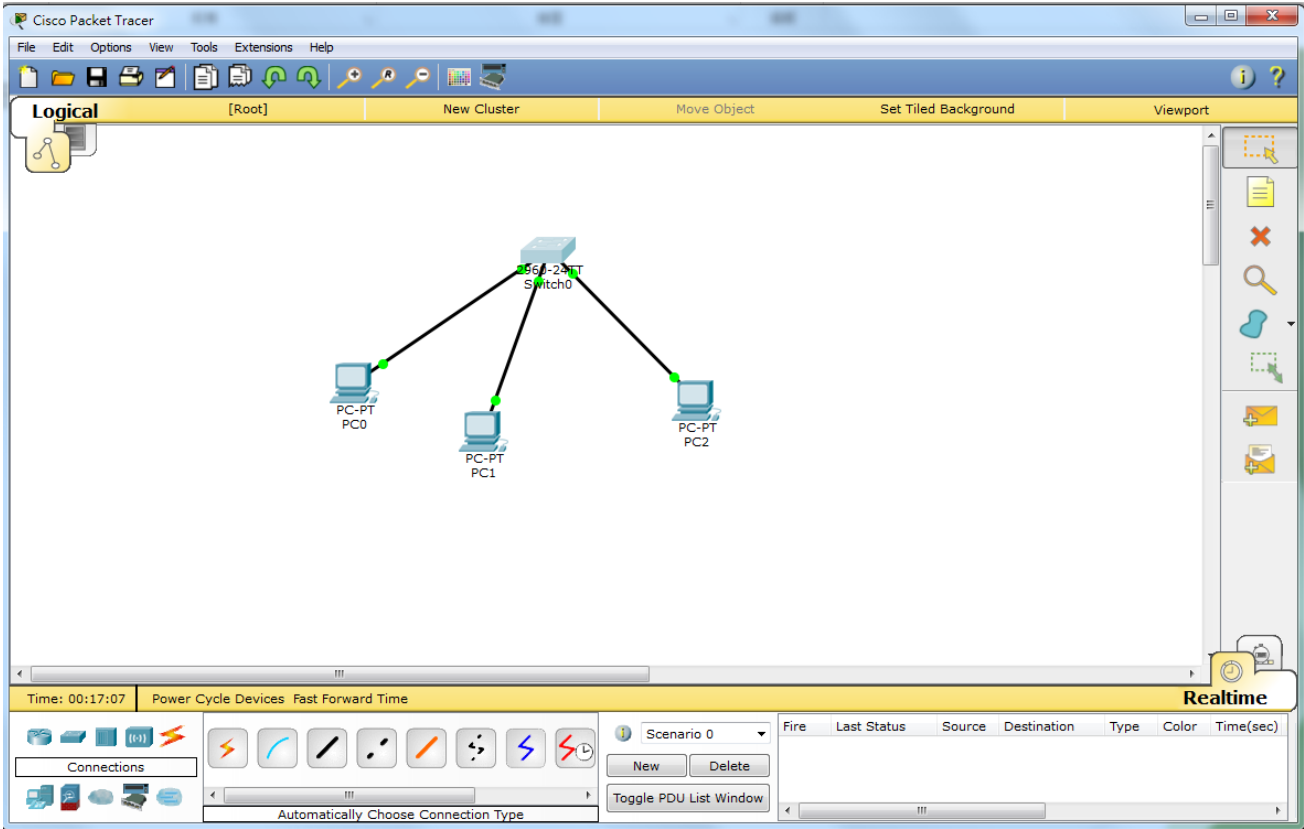 Cisco Packet Tracer
File Edit Options View Tools Extensions Help
Logical [Root] New Cluster Move Object Set Tiled Background Viewport
2960-24TT
Switch0
PC-PT
PC0
PC-PT
PC1
PC-PT
PC2
Time: 00:17:07 Power Cycle Devices Fast Forward Time Realtime
Connections
Automatically Choose Connection Type
Scenario 0
New Delete
Toggle PDU List Window
Fire Last Status Source Destination Type Color Time(sec)